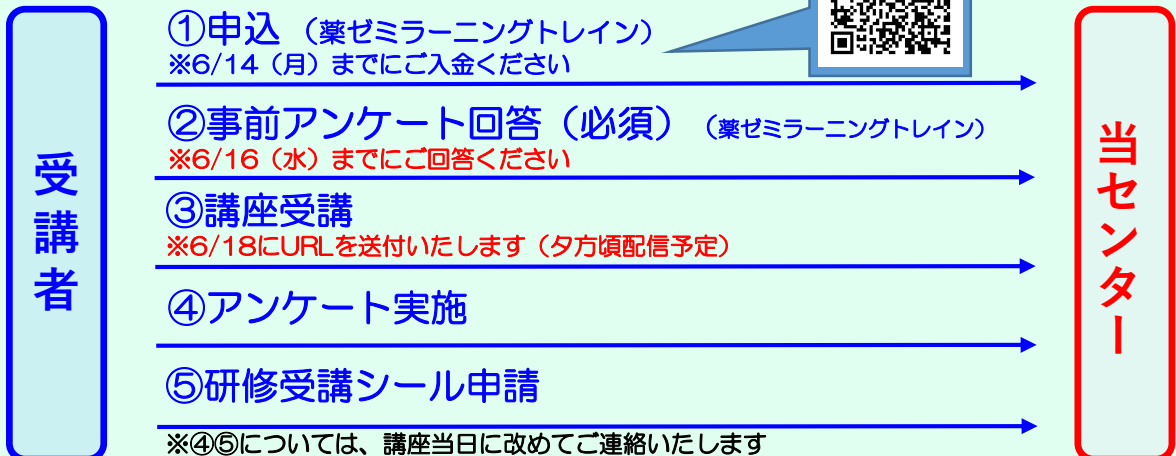 ①申込 （薬ゼミラーニングトレイン）
※6/14（月）までにご入金ください
②事前アンケート回答（必須） （薬ゼミラーニングトレイン）
※6/16（水）までにご回答ください
③講座受講
※6/18にURLを送付いたします（夕方頃配信予定）
④アンケート実施
⑤研修受講シール申請
※④⑤については、講座当日に改めてご連絡いたします
受講者
当センター